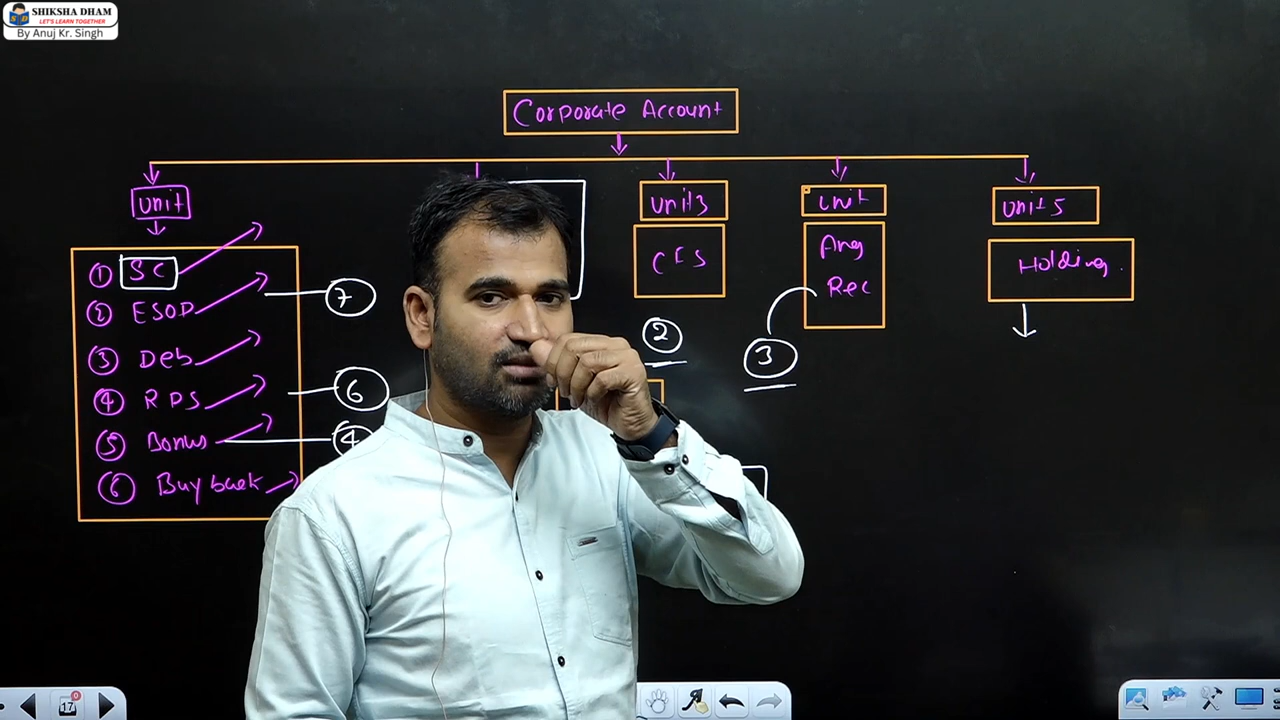 SHIKSHA DHAM
LET'S LEARN TOGETHER
By Anuj Kr. Singh
Corporate Account
Unit
① SC
② ESOP
③ Deb
④ RPS
⑤ Bonus
⑥ Buy back
7
6
4
Unit 3
CFS
2
Unit
Rec
3
Unit 5
Holding.
17
0